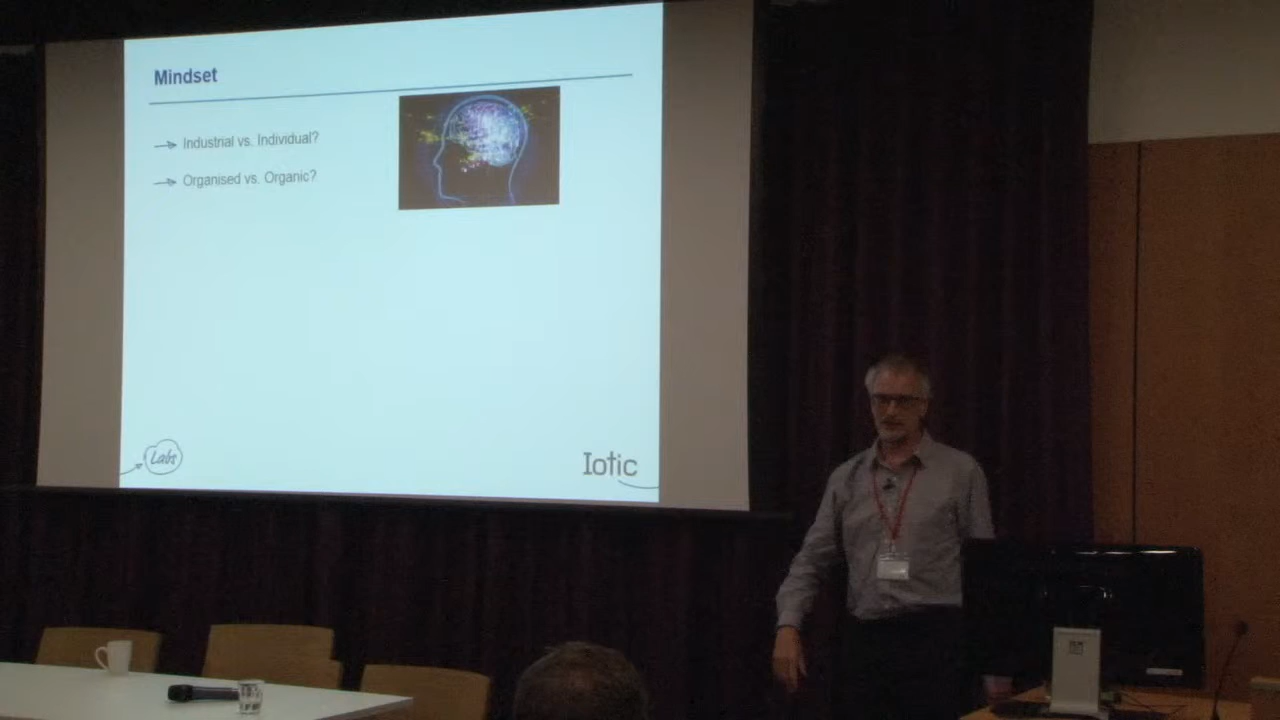 Mindset
Industrial vs. Individual?
Organised vs. Organic?
Labs
Iotic